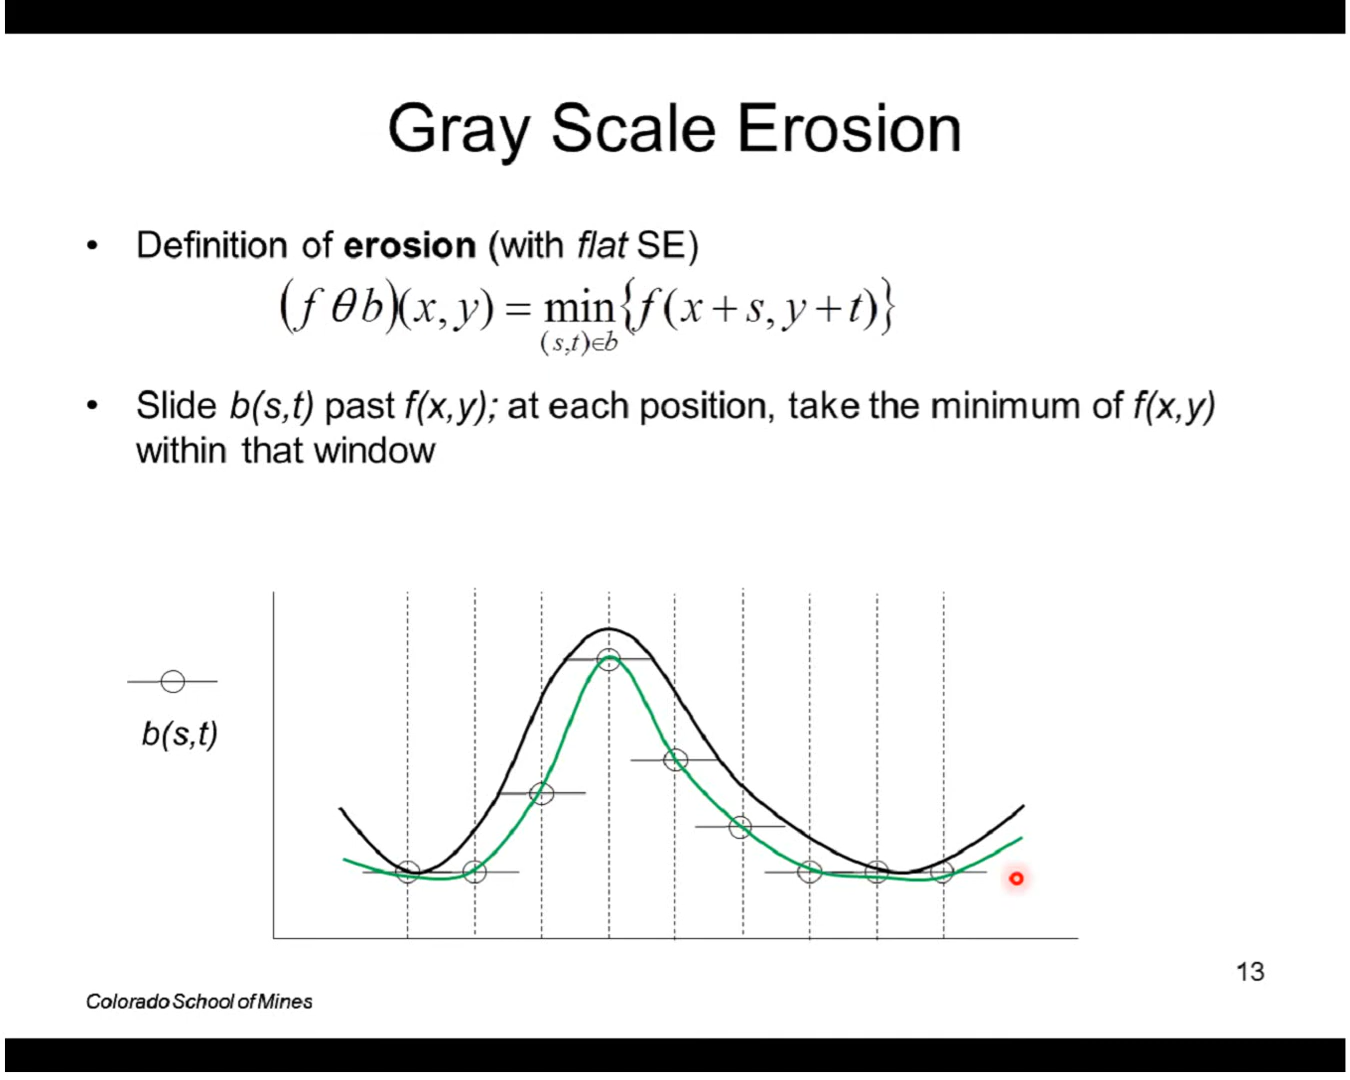 Gray Scale Erosion
• Definition of erosion (with flat SE)
(f θ b)(x, y) = min{f(x + s, y + t)}
(s,t)∈b
• Slide b(s,t) past f(x,y); at each position, take the minimum of f(x,y)
within that window
b(s,t)
13
Colorado School of Mines